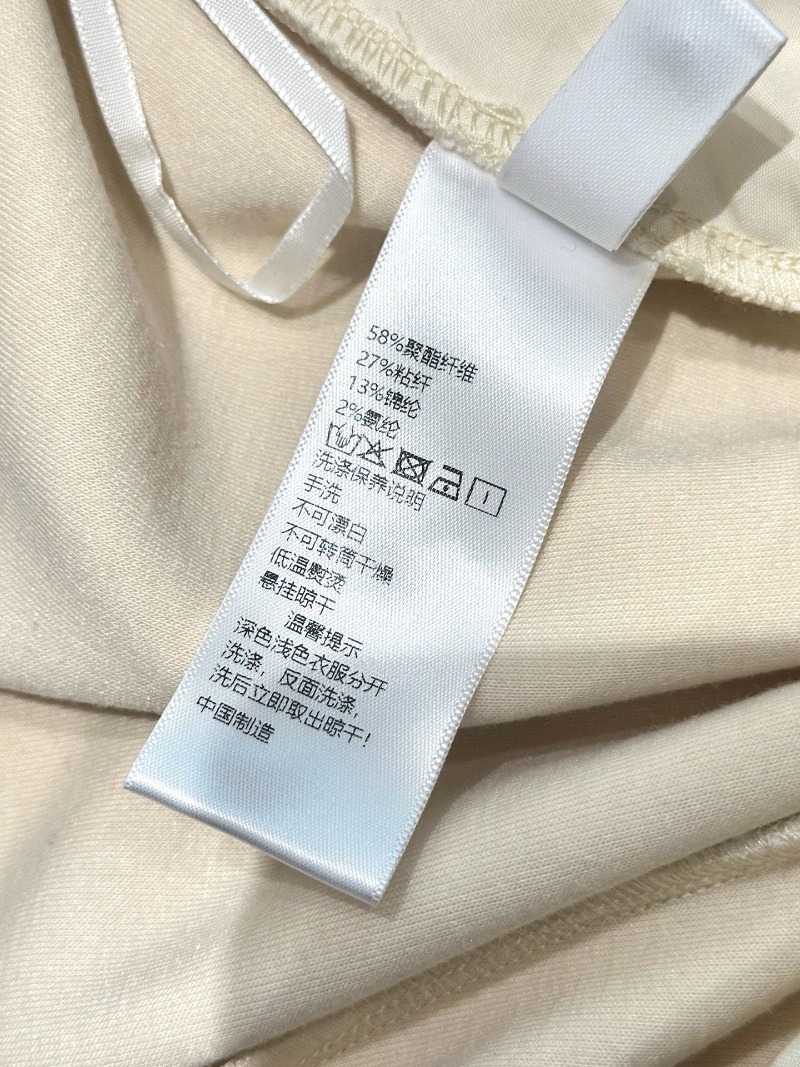 58%聚酯纤维
27%粘纤
13%锦纶
2%氨纶
洗涤保养说明
手洗
不可漂白
不可转筒干燥
低温熨烫
悬挂晾干
温馨提示
深色浅色衣服分开
洗涤，反面洗涤，
洗后立即取出晾干！
中国制造